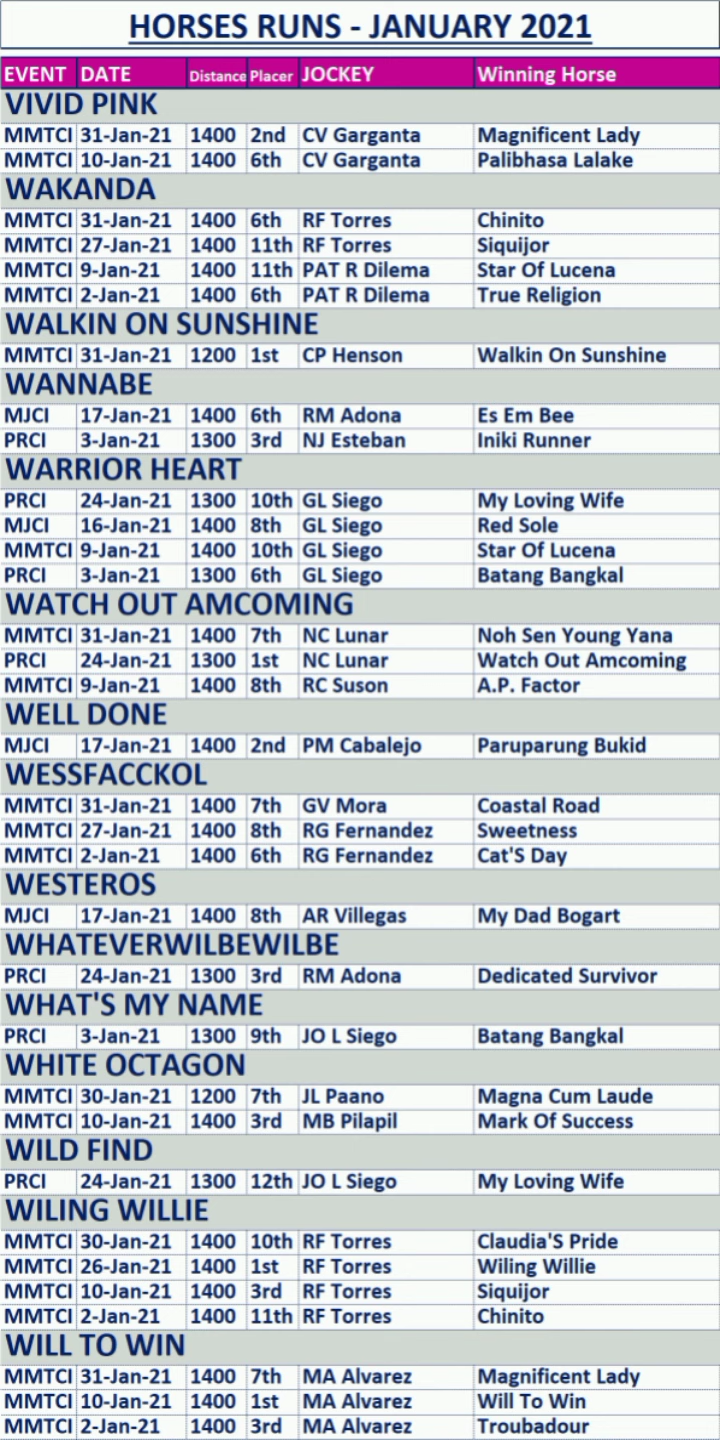 HORSES RUNS - JANUARY 2021
EVENT DATE Distance Placer JOCKEY Winning Horse
VIVID PINK
MMTCI 31-Jan-21 1400 2nd CV Garganta Magnificent Lady
MMTCI 10-Jan-21 1400 6th CV Garganta Palibhasa Lalake
WAKANDA
MMTCI 31-Jan-21 1400 6th RF Torres Chinito
MMTCI 27-Jan-21 1400 11th RF Torres Siquijor
MMTCI 9-Jan-21 1400 11th PAT R Dilema Star Of Lucena
MMTCI 2-Jan-21 1400 6th PAT R Dilema True Religion
WALKIN ON SUNSHINE
MMTCI 31-Jan-21 1200 1st CP Henson Walkin On Sunshine
WANNABE
MJCI 17-Jan-21 1400 6th RM Adona Es Em Bee
PRCI 3-Jan-21 1300 3rd NJ Esteban Iniki Runner
WARRIOR HEART
PRCI 24-Jan-21 1300 10th GL Siego My Loving Wife
MJCI 16-Jan-21 1400 8th GL Siego Red Sole
MMTCI 9-Jan-21 1400 10th GL Siego Star Of Lucena
PRCI 3-Jan-21 1300 6th GL Siego Batang Bangkal
WATCH OUT AMCOMING
MMTCI 31-Jan-21 1400 7th NC Lunar Noh Sen Young Yana
PRCI 24-Jan-21 1300 1st NC Lunar Watch Out Amcoming
MMTCI 9-Jan-21 1400 8th RC Suson A.P. Factor
WELL DONE
MJCI 17-Jan-21 1400 2nd PM Cabalejo Paruparung Bukid
WESSFACCKOL
MMTCI 31-Jan-21 1400 7th GV Mora Coastal Road
MMTCI 27-Jan-21 1400 8th RG Fernandez Sweetness
MMTCI 2-Jan-21 1400 6th RG Fernandez Cat'S Day
WESTEROS
MJCI 17-Jan-21 1400 8th AR Villegas My Dad Bogart
WHATEVERWILBEWILBE
PRCI 24-Jan-21 1300 3rd RM Adona Dedicated Survivor
WHAT'S MY NAME
PRCI 3-Jan-21 1300 9th JO L Siego Batang Bangkal
WHITE OCTAGON
MMTCI 30-Jan-21 1200 7th JL Paano Magna Cum Laude
MMTCI 10-Jan-21 1400 3rd MB Pilapil Mark Of Success
WILD FIND
PRCI 24-Jan-21 1300 12th JO L Siego My Loving Wife
WILING WILLIE
MMTCI 30-Jan-21 1400 10th RF Torres Claudia'S Pride
MMTCI 26-Jan-21 1400 1st RF Torres Wiling Willie
MMTCI 10-Jan-21 1400 3rd RF Torres Siquijor
MMTCI 2-Jan-21 1400 11th RF Torres Chinito
WILL TO WIN
MMTCI 31-Jan-21 1400 7th MA Alvarez Magnificent Lady
MMTCI 10-Jan-21 1400 1st MA Alvarez Will To Win
MMTCI 2-Jan-21 1400 3rd MA Alvarez Troubadour